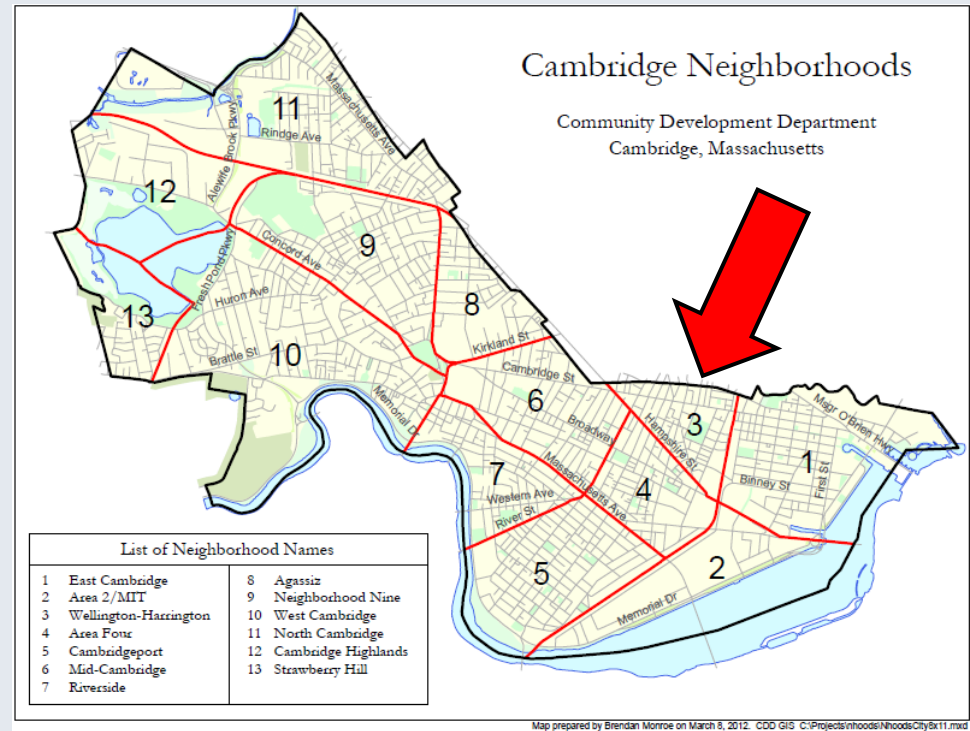 Cambridge Neighborhoods
Community Development Department
Cambridge, Massachusetts
11
Massachusetts Ave
Rindge Ave
Alewife Brook Pkwy
12
9
Concord Ave
Fresh Pond Pkwy
Huron Ave
13
8
Brattle St
10
Kirkland St
Cambridge St
6
Memorial Dr
Broadway
Hampshire St
3
Magr O'Brien Hwy
1
First St
Binney St
7
Massachusetts Ave
4
Western Ave
River St
5
2
Memorial Dr
List of Neighborhood Names
1 East Cambridge
2 Area 2/MIT
3 Wellington-Harrington
4 Area Four
5 Cambridgeport
6 Mid-Cambridge
7 Riverside
8 Agassiz
9 Neighborhood Nine
10 West Cambridge
11 North Cambridge
12 Cambridge Highlands
13 Strawberry Hill
Map prepared by Brendan Monroe on March 8, 2012. CDD GIS C:\Projects\nhoods\NhoodsCity8x11.mxd